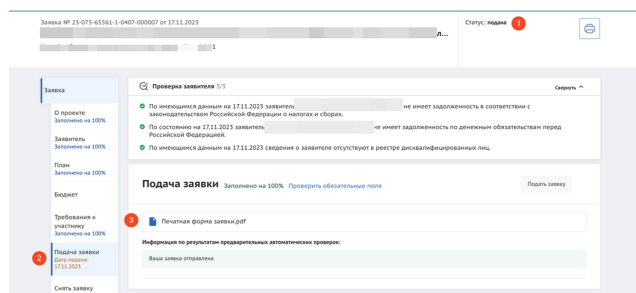 Заявка № 23-075-65561-1-0407-000007 от 17.11.2023
л...
1
Статус: подана
1
Заявка
О проекте
Заполнено на 100%
Заявитель
Заполнено на 100%
План
Заполнено на 100%
Бюджет
Требования к
участнику
Заполнено на 100%
2
Подача заявки
Дата подачи:
17.11.2023
Снять заявку
Проверка заявителя 3/3
Свернуть
По имеющимся данным на 17.11.2023 заявитель не имеет задолженность в соответствии с
законодательством Российской Федерации о налогах и сборах.
По состоянию на 17.11.2023 заявитель не имеет задолженность по денежным обязательствам перед
Российской Федерацией.
По имеющимся данным на 17.11.2023 сведения о заявителе отсутствуют в реестре дисквалифицированных лиц.
Подача заявки Заполнено на 100% Проверить обязательные поля
Подать заявку
3
Печатная форма заявки.pdf
Информация по результатам предварительных автоматических проверок:
Ваша заявка отправлена